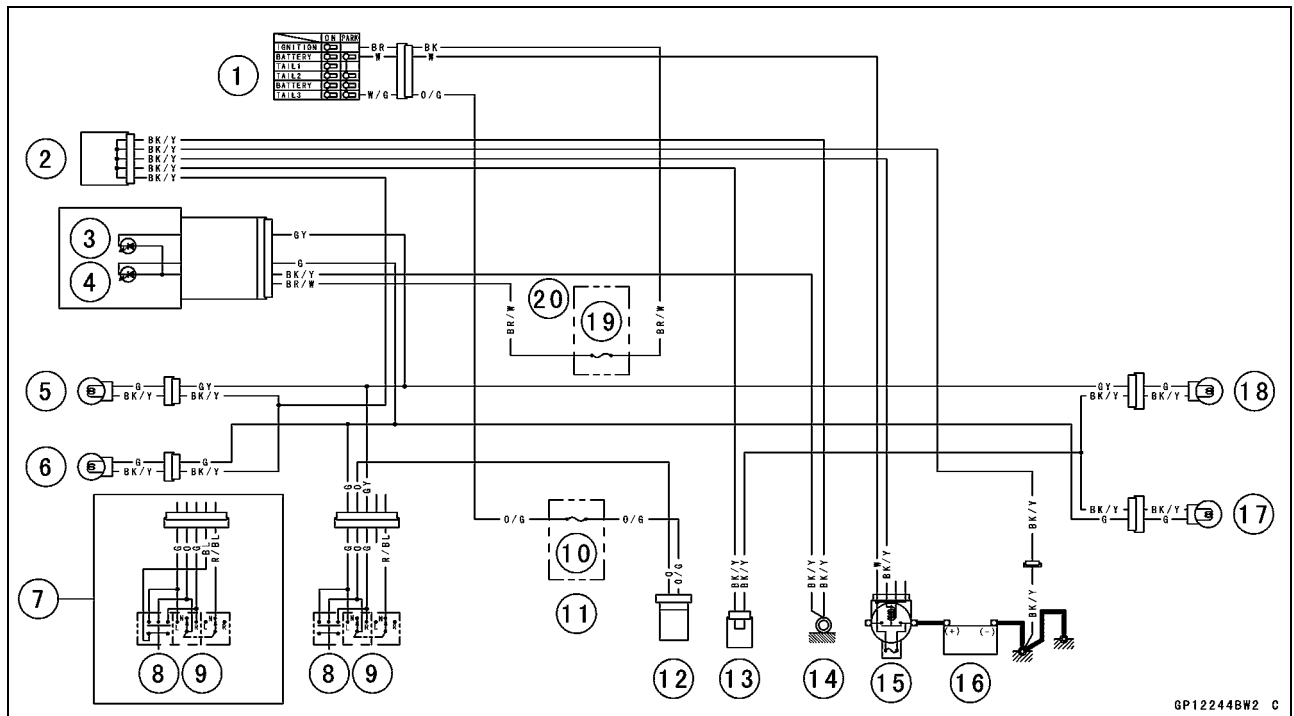 ON PARK
IGNITION
BATTERY
TAIL1
TAIL2
BATTERY
TAIL3
BR
W
W/G
BK
W
O/G
1
BK/Y
BK/Y
BK/Y
BK/Y
BK/Y
2
3
4
GY
G
BK/Y
BR/W
BR/W
20
19
BR/W
5
G
BK/Y
GY
BK/Y
GY
BK/Y
G
BK/Y
18
6
G
BK/Y
G
BK/Y
7
G
O
G
BL
R/BL
8
9
G
O
GY
G
O
G
R/BL
8
9
O/G
O/G
10
11
O
O/G
12
BK/Y
BK/Y
13
BK/Y
BK/Y
14
W
BK/Y
15
(+)
(-)
16
BK/Y
BK/Y
BK/Y
G
BK/Y
G
17
GP12244BW2 C